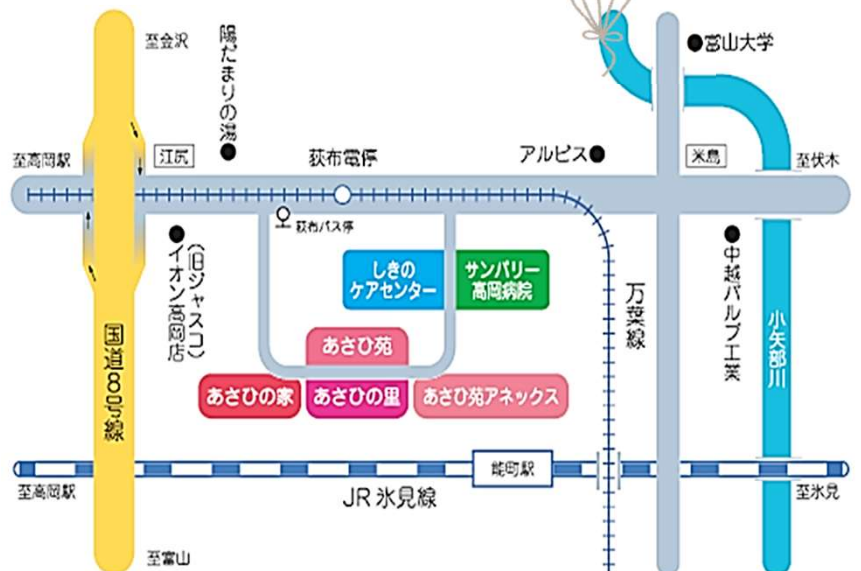 至金沢
陽だまりの湯
富山大学
至高岡駅
江尻
荻布電停
アルビス
米島
至伏木
荻布バス停
(旧ジャスコ)
イオン高岡店
しきの
ケアセンター
サンバリー
高岡病院
万葉線
中越パルプ工業
小矢部川
国道8号線
あさひ苑
あさひの家
あさひの里
あさひ苑アネックス
能町駅
至高岡駅
JR氷見線
至氷見
至富山